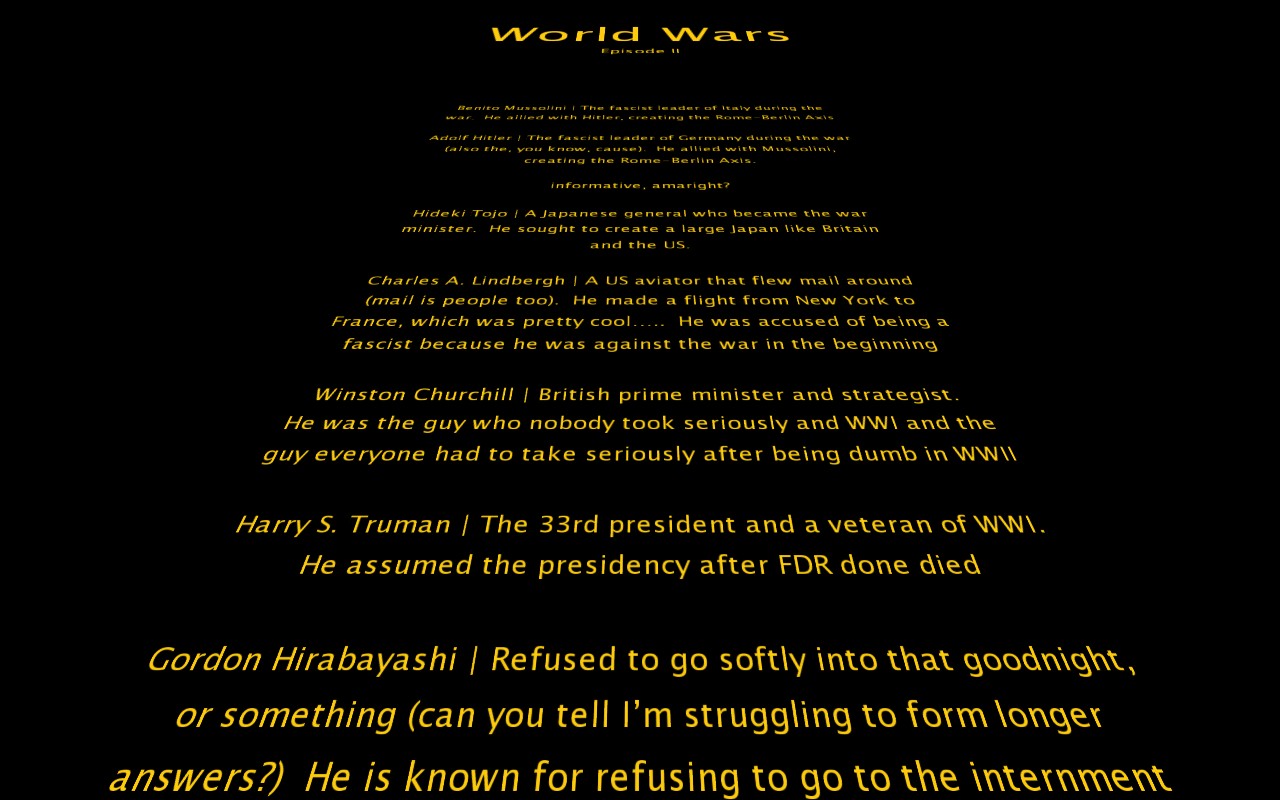 World Wars
Episode II
Benito Mussolini | The fascist leader of Italy during the
war.  He allied with Hitler, creating the Rome-Berlin Axis
Adolf Hitler | The fascist leader of Germany during the war
(also the, you know, cause).  He allied with Mussolini,
creating the Rome-Berlin Axis.
informative, amaright?
Hideki Tojo | A Japanese general who became the war
minister.  He sought to create a large Japan like Britain
and the US.
Charles A. Lindbergh | A US aviator that flew mail around
(mail is people too).  He made a flight from New York to
France, which was pretty cool.....  He was accused of being a
fascist because he was against the war in the beginning
Winston Churchill | British prime minister and strategist.
He was the guy who nobody took seriously and WWI and the
guy everyone had to take seriously after being dumb in WWII
Harry S. Truman | The 33rd president and a veteran of WWI.
He assumed the presidency after FDR done died
Gordon Hirabayashi | Refused to go softly into that goodnight,
or something (can you tell I’m struggling to form longer
answers?)  He is known for refusing to go to the internment